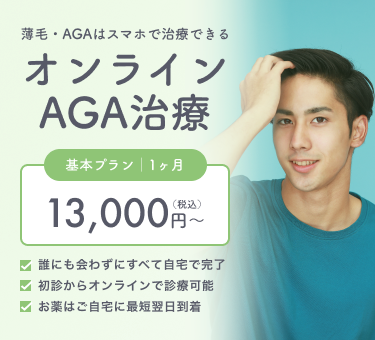 薄毛・AGAはスマホで治療できる
オンライン
AGA治療
基本プラン｜1ヶ月
13,000円〜（税込）
誰にも会わずにすべて自宅で完了
初診からオンラインで診療可能
お薬はご自宅に最短翌日到着